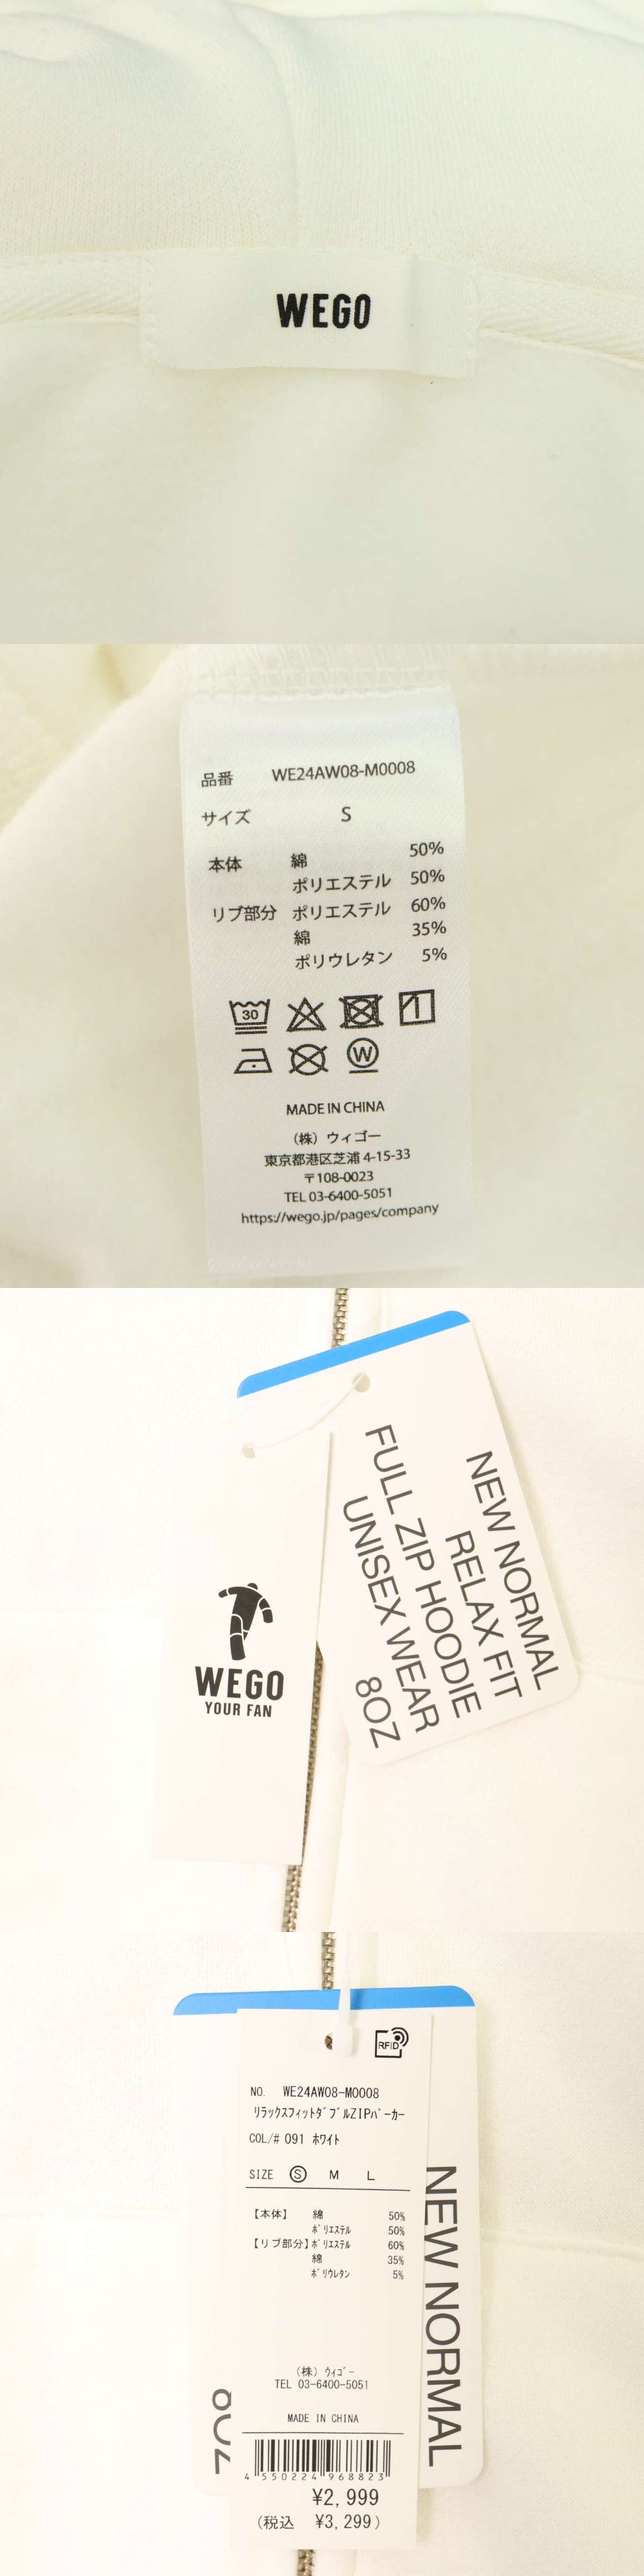 WEGO
品番 WE24AW08-M0008
サイズ S
本体 綿 50%
ポリエステル 50%
リブ部分 ポリエステル 60%
綿 35%
ポリウレタン 5%
30
W
MADE IN CHINA
(株) ウィゴー
東京都港区芝浦 4-15-33
〒108-0023
TEL 03-6400-5051
https://wego.jp/pages/company
NEW NORMAL
RELAX FIT
FULL ZIP HOODIE
UNISEX WEAR
8OZ
WEGO
YOUR FAN
RFID
NO. WE24AW08-M0008
リラックスフィットダブルZIPパーカー
COL/# 091 ホワイト
SIZE S M L
【本体】 綿 50%
ポリエステル 50%
【リブ部分】ポリエステル 60%
綿 35%
ポリウレタン 5%
(株) ウィゴー
TEL 03-6400-5051
MADE IN CHINA
4 550224 968823
¥2,999
(税込 ¥3,299)
NEW NORMAL
8OZ